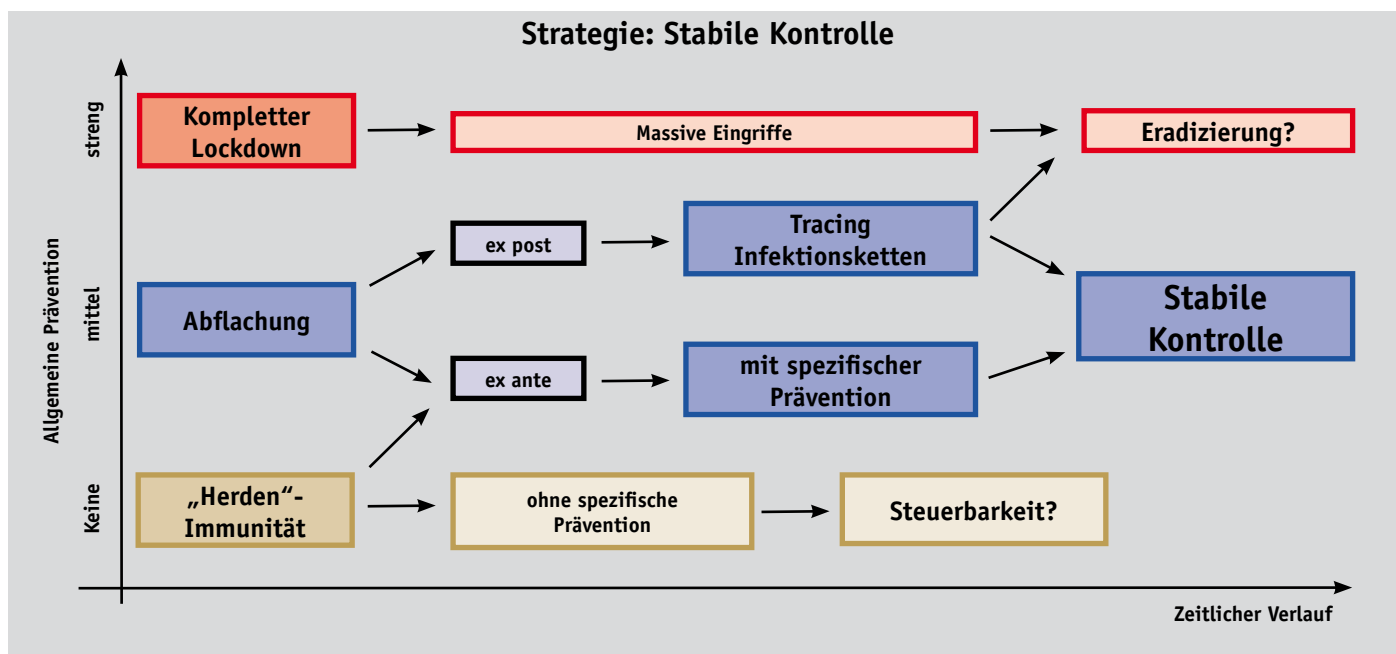 Strategie: Stabile Kontrolle
Allgemeine Prävention
streng
mittel
Keine
Kompletter
Lockdown
Massive Eingriffe
Eradizierung?
Abflachung
ex post
Tracing
Infektionsketten
ex ante
mit spezifischer
Prävention
Stabile
Kontrolle
„Herden“-
Immunität
ohne spezifische
Prävention
Steuerbarkeit?
Zeitlicher Verlauf